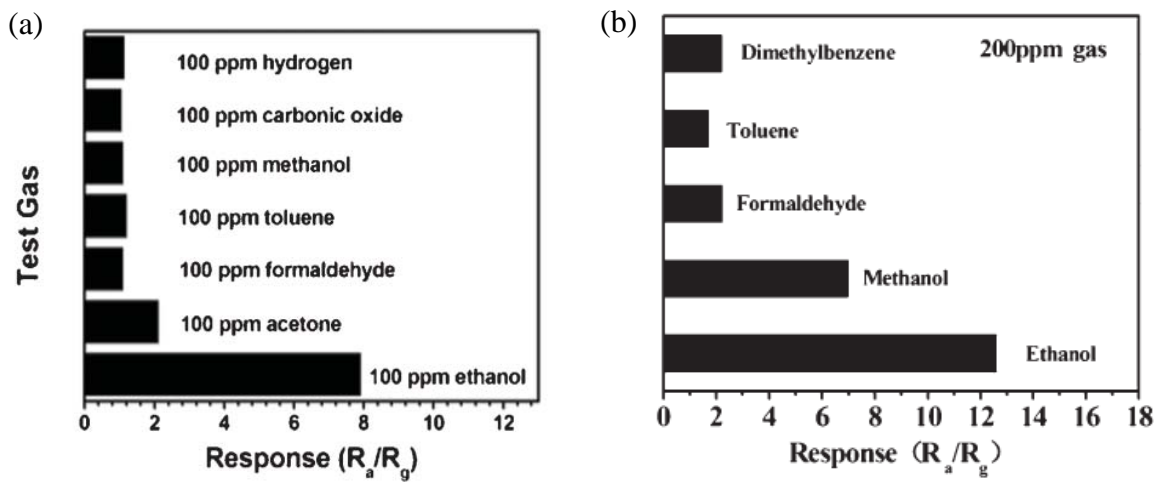 (a)
Test Gas
100 ppm hydrogen
100 ppm carbonic oxide
100 ppm methanol
100 ppm toluene
100 ppm formaldehyde
100 ppm acetone
100 ppm ethanol
0 2 4 6 8 10 12
Response (Ra/Rg)
(b)
200ppm gas
Dimethylbenzene
Toluene
Formaldehyde
Methanol
Ethanol
0 2 4 6 8 10 12 14 16 18
Response (Ra/Rg)